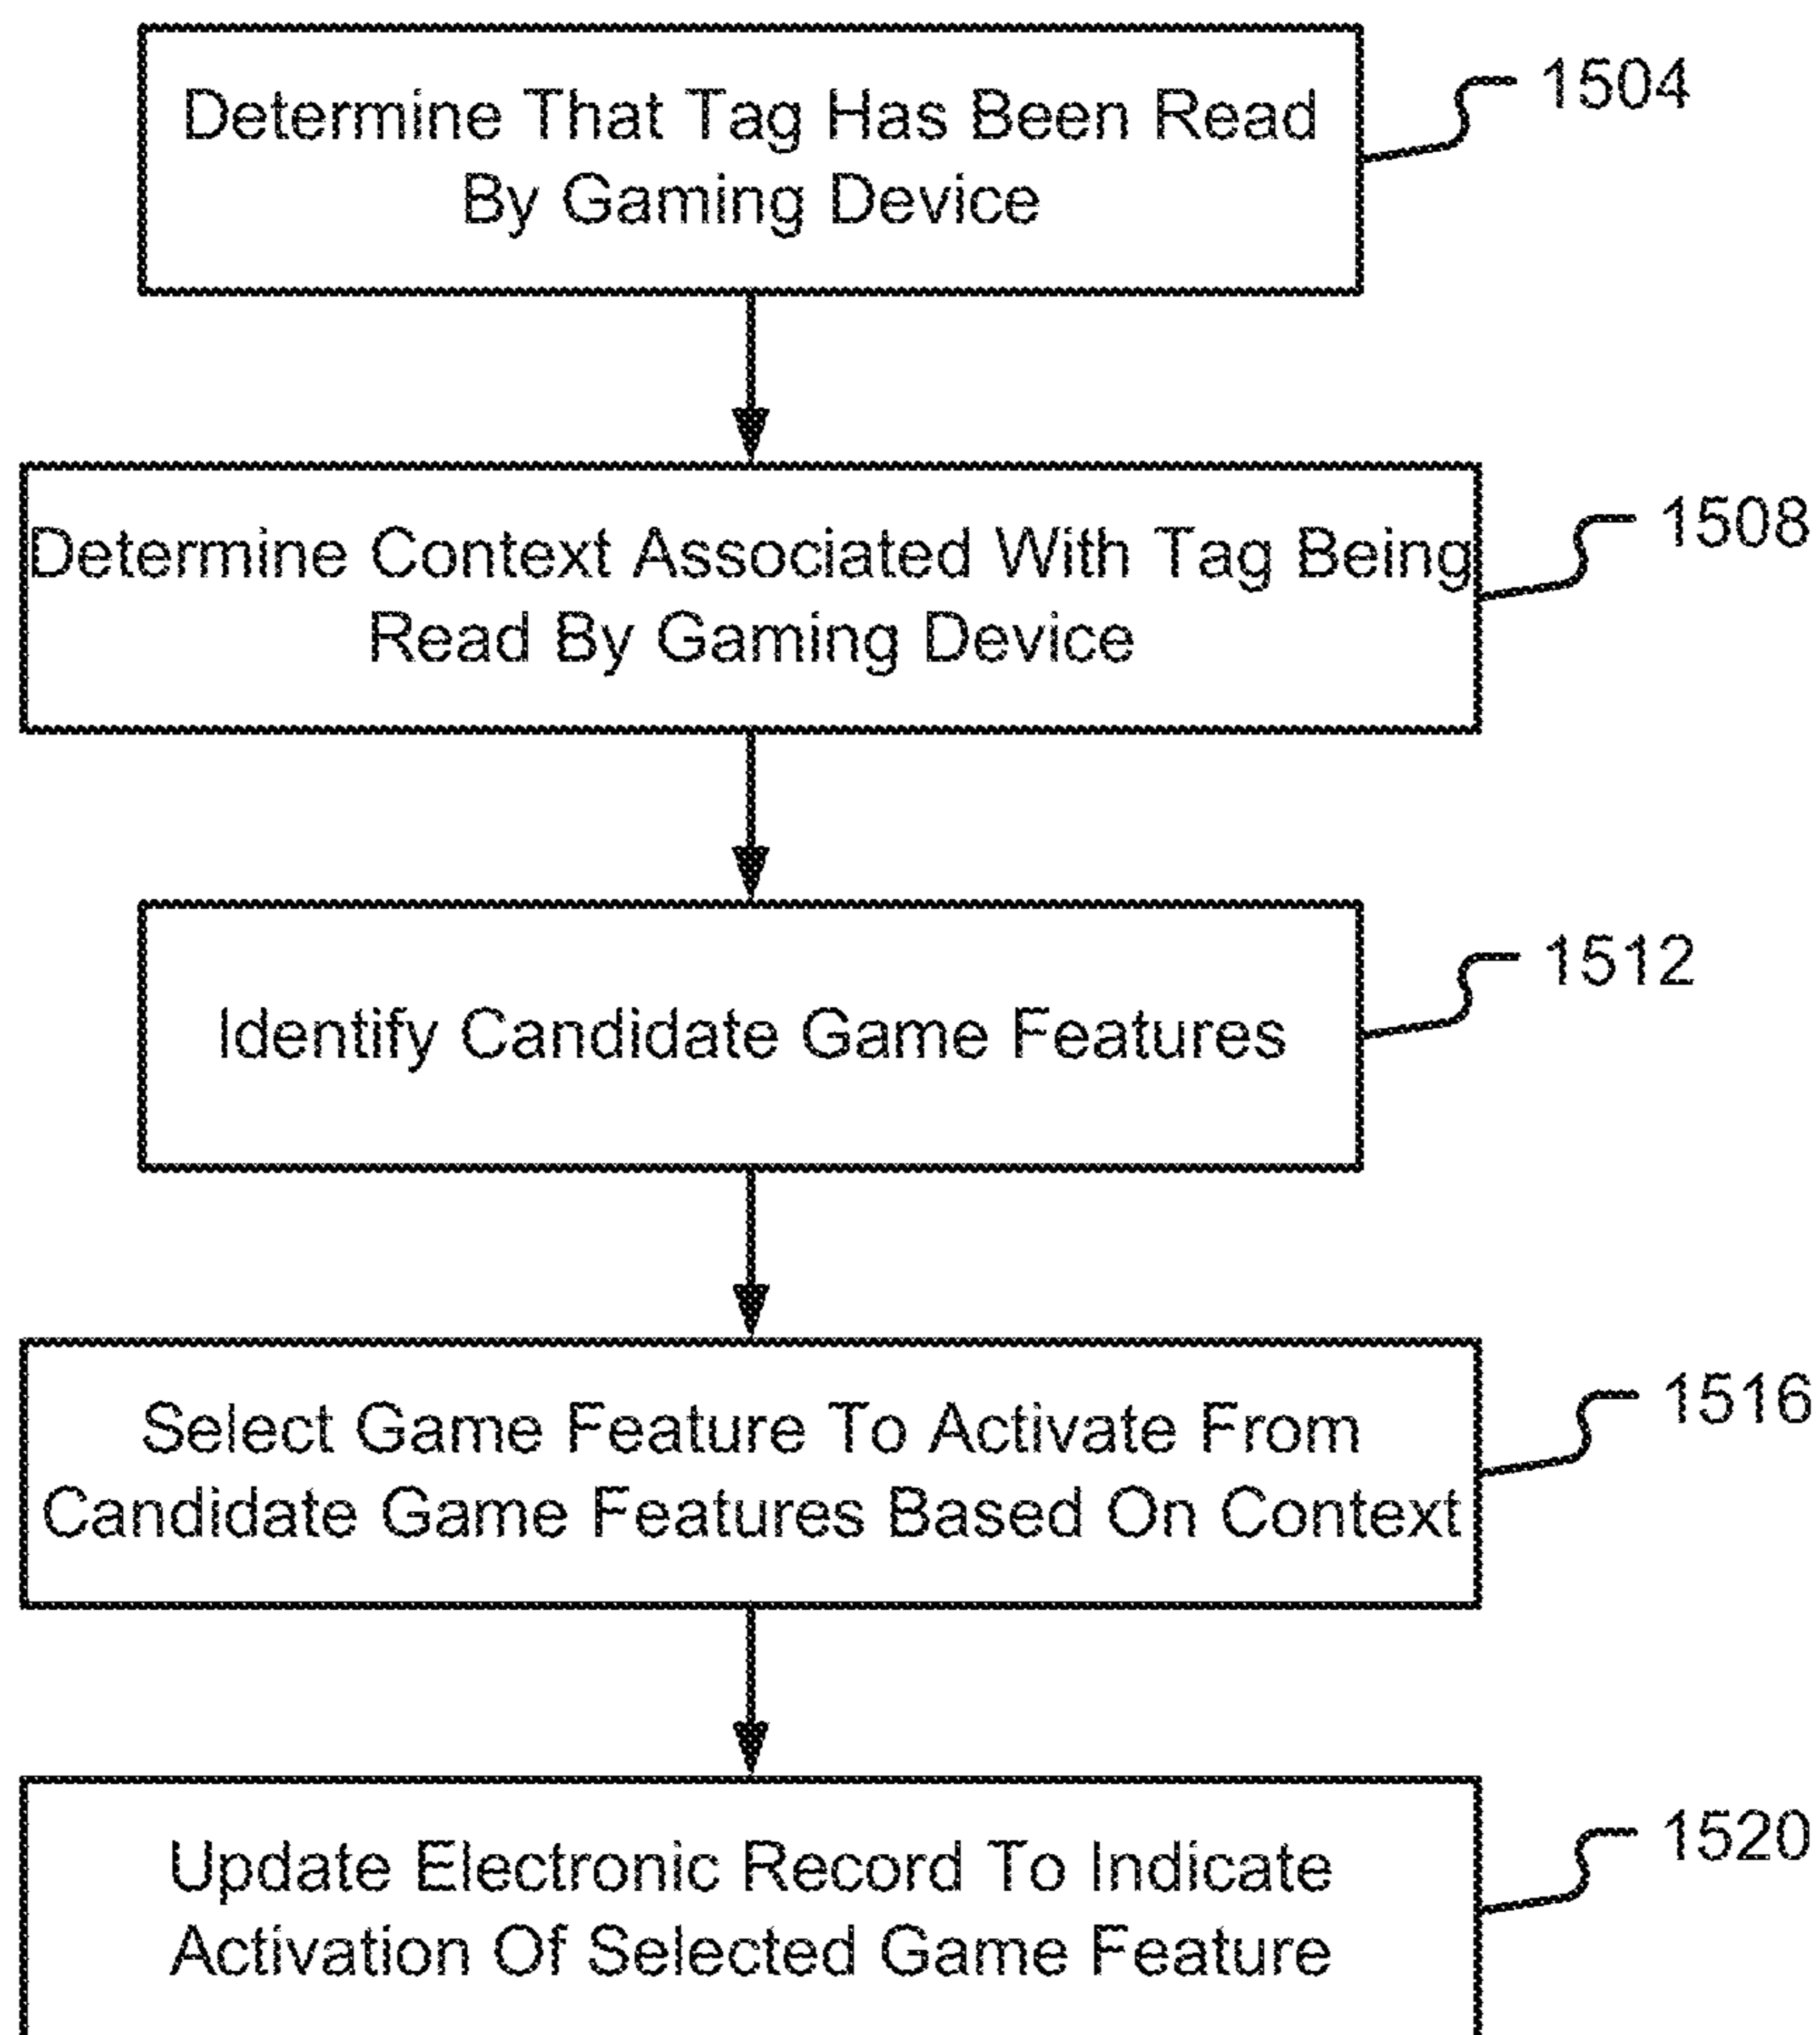 Determine That Tag Has Been Read
By Gaming Device
1504
Determine Context Associated With Tag Being
Read By Gaming Device
1508
Identify Candidate Game Features
1512
Select Game Feature To Activate From
Candidate Game Features Based On Context
1516
Update Electronic Record To Indicate
Activation Of Selected Game Feature
1520